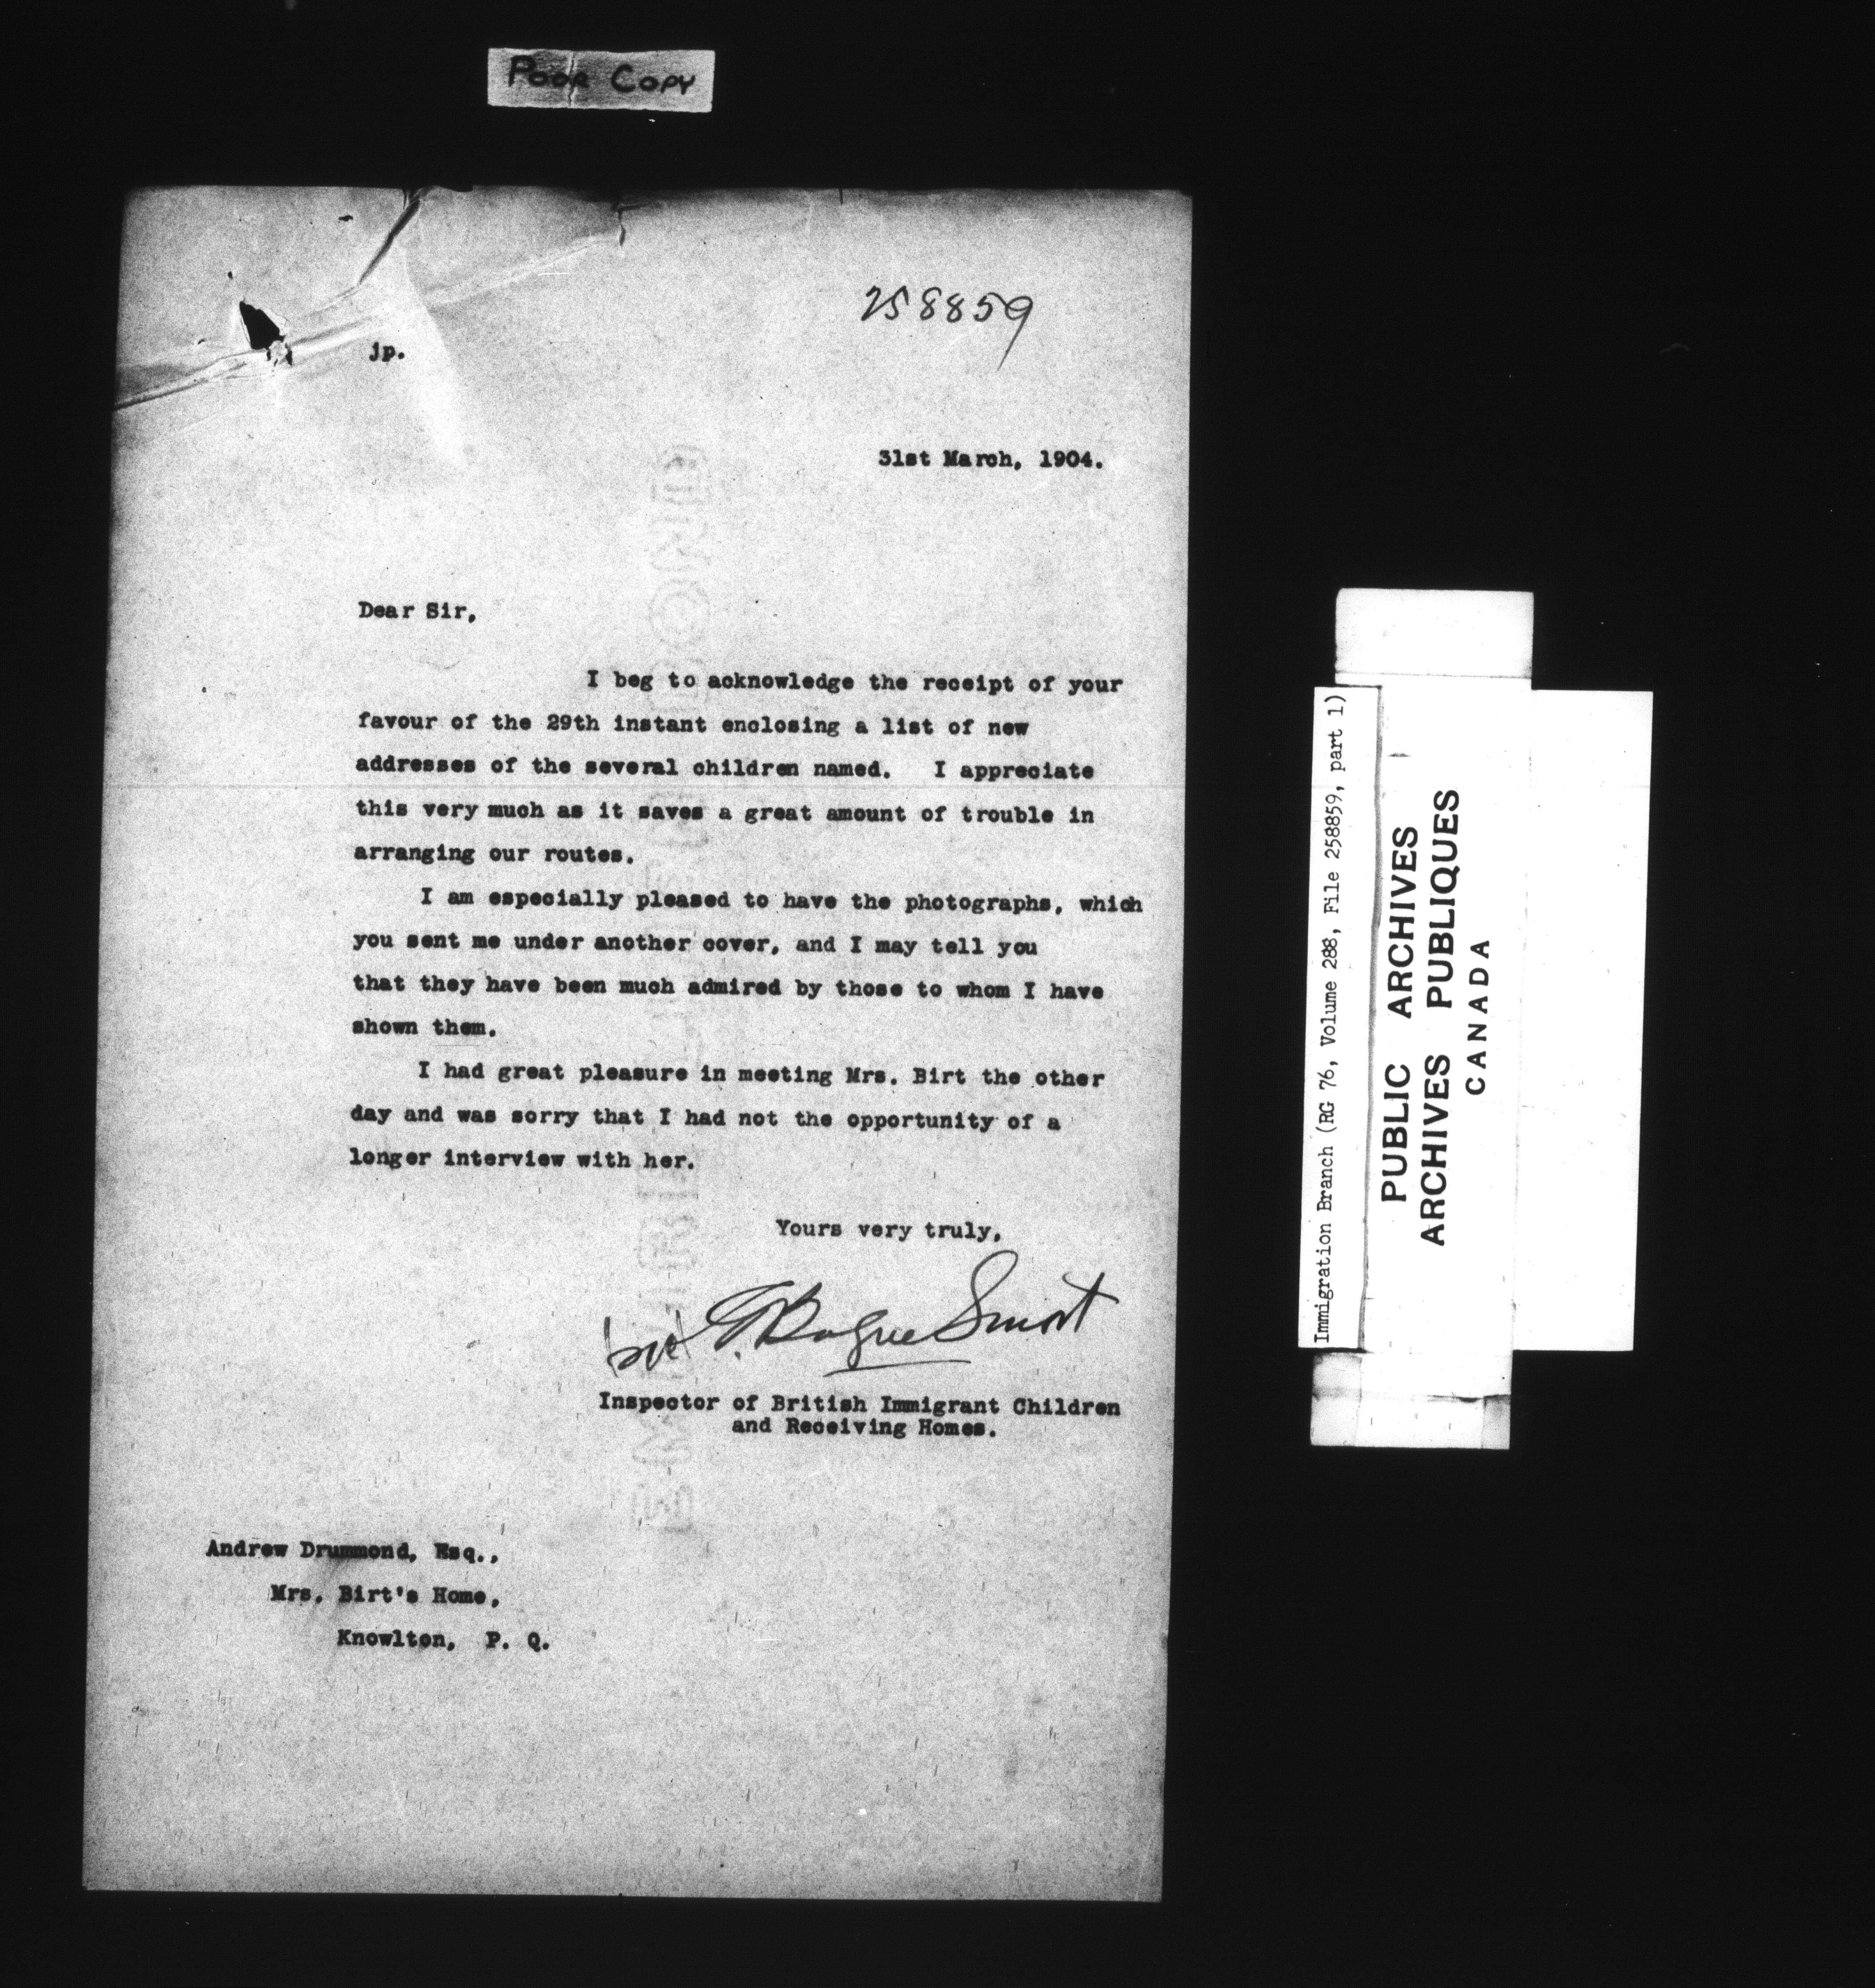 POOR COPY
258859
jp.
31st March, 1904.
Dear Sir,
I beg to acknowledge the receipt of your
favour of the 29th instant enclosing a list of new
addresses of the several children named. I appreciate
this very much as it saves a great amount of trouble in
arranging our routes.
I am especially pleased to have the photographs, which
you sent me under another cover, and I may tell you
that they have been much admired by those to whom I have
shown them.
I had great pleasure in meeting Mrs. Birt the other
day and was sorry that I had not the opportunity of a
longer interview with her.
Yours very truly,
G. Bogue Smart
Inspector of British Immigrant Children
and Receiving Homes.
Andrew Drummond, Esq.,
Mrs. Birt's Home,
Knowlton, P. Q.
Immigration Branch (RG 76, Volume 288, File 258859, part 1)
PUBLIC ARCHIVES
ARCHIVES PUBLIQUES
CANADA